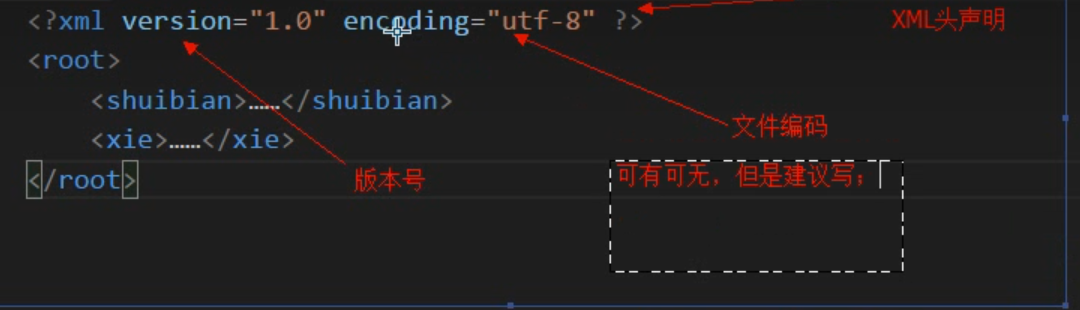 <?xml version="1.0" encoding="utf-8" ?>
XML头声明
<root>
<shuibian>……</shuibian>
文件编码
<xie>……</xie>
版本号
可有可无，但是建议写；
</root>